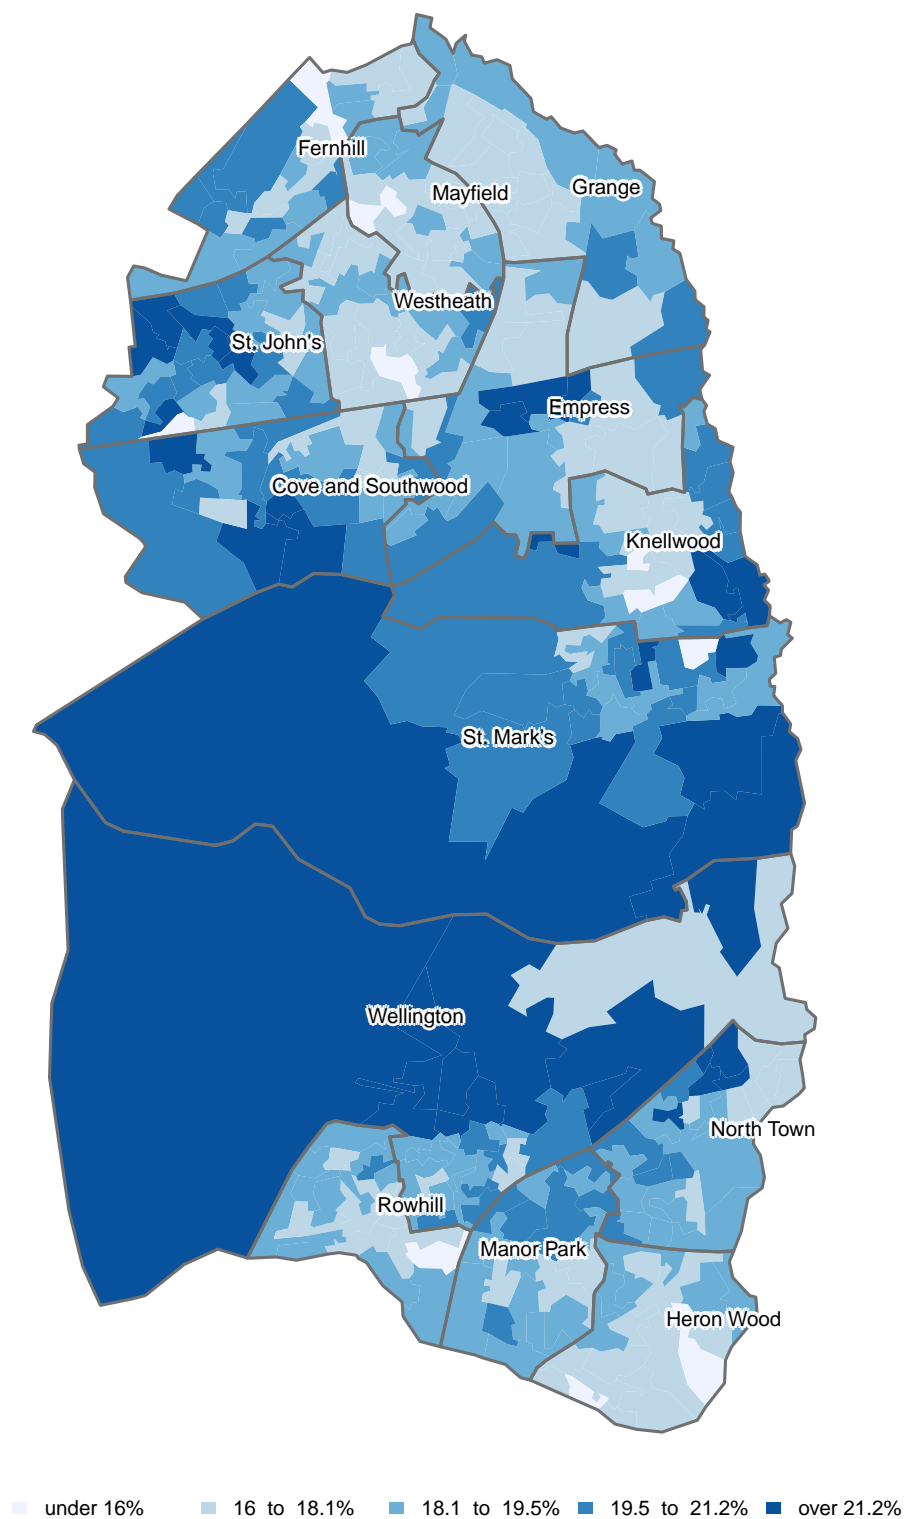 Fernhill
Mayfield
Grange
Westheath
St. John's
Empress
Cove and Southwood
Knellwood
St. Mark's
Wellington
North Town
Rowhill
Manor Park
Heron Wood
under 16% 16 to 18.1% 18.1 to 19.5% 19.5 to 21.2% over 21.2%